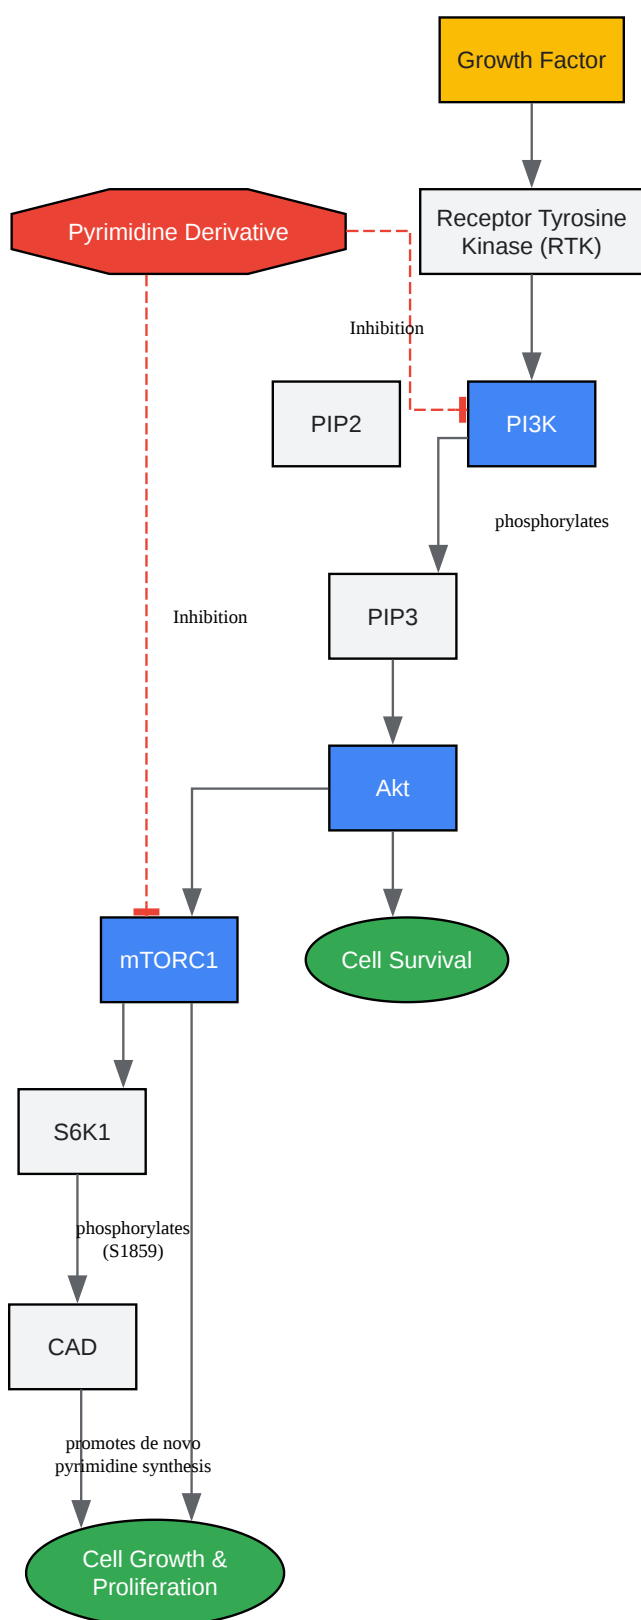 Growth Factor
Pyrimidine Derivative
Receptor Tyrosine
Kinase (RTK)
Inhibition
PIP2
PI3K
phosphorylates
PIP3
Inhibition
Akt
mTORC1
Cell Survival
S6K1
phosphorylates
(S1859)
CAD
promotes de novo
pyrimidine synthesis
Cell Growth &
Proliferation